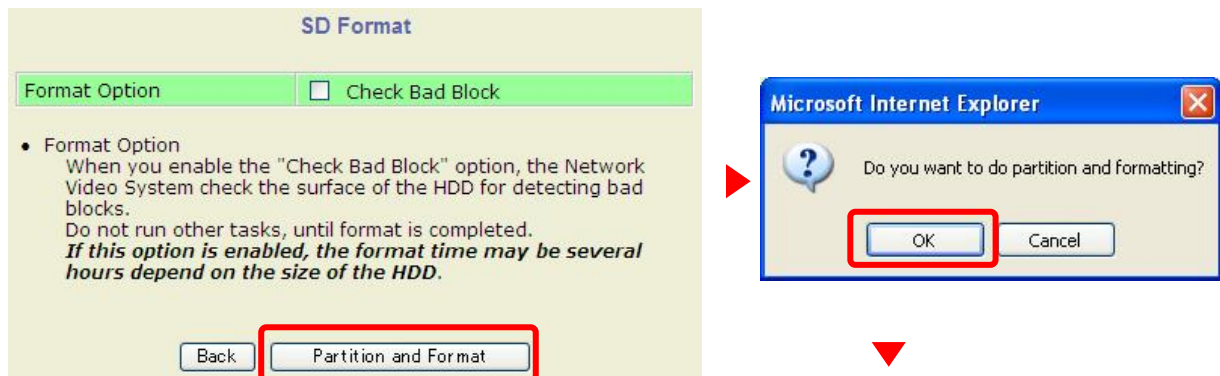 SD Format
Format Option
Check Bad Block
• Format Option
When you enable the "Check Bad Block" option, the Network
Video System check the surface of the HDD for detecting bad
blocks.
Do not run other tasks, until format is completed.
If this option is enabled, the format time may be several
hours depend on the size of the HDD.
Back
Partition and Format
Microsoft Internet Explorer
Do you want to do partition and formatting?
OK
Cancel